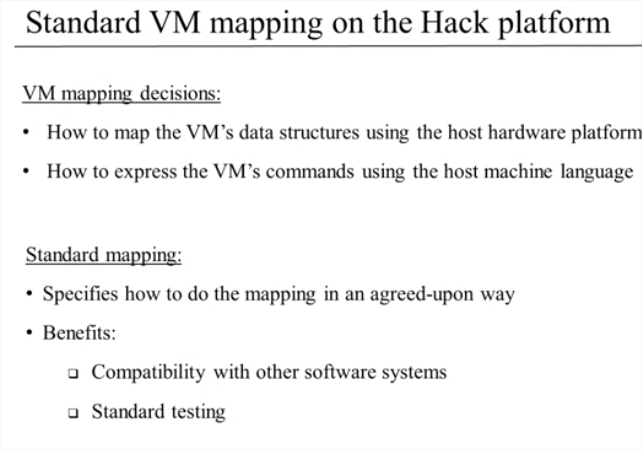 Standard VM mapping on the Hack platform
VM mapping decisions:
• How to map the VM's data structures using the host hardware platform
• How to express the VM's commands using the host machine language
Standard mapping:
• Specifies how to do the mapping in an agreed-upon way
• Benefits:
❑ Compatibility with other software systems
❑ Standard testing